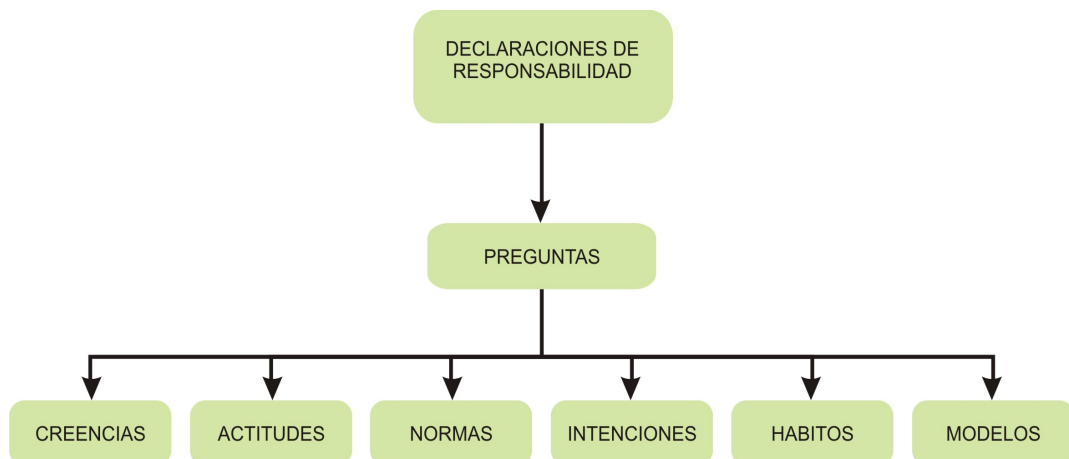 DECLARACIONES DE
RESPONSABILIDAD
PREGUNTAS
CREENCIAS
ACTITUDES
NORMAS
INTENCIONES
HABITOS
MODELOS